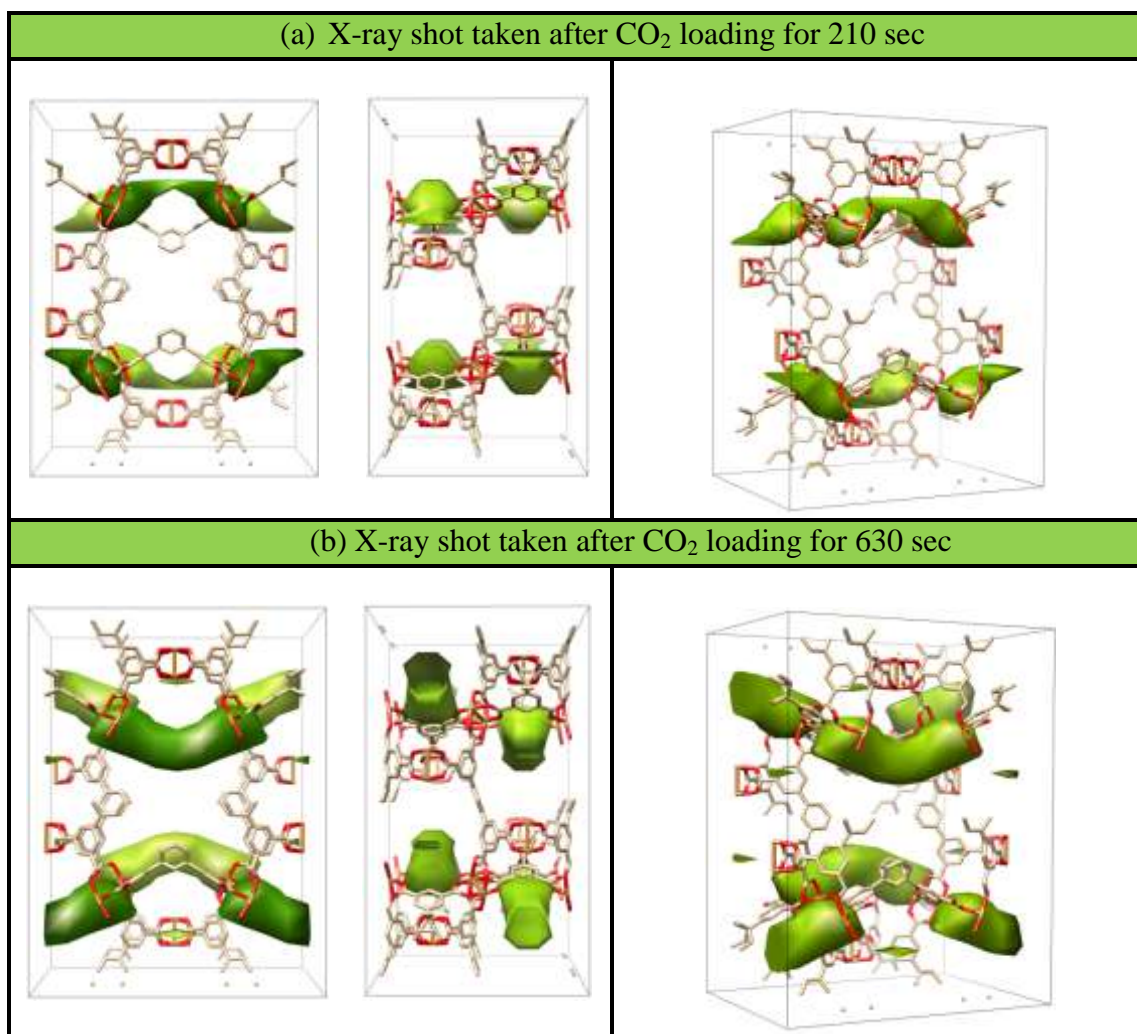 (a) X-ray shot taken after CO₂ loading for 210 sec
(b) X-ray shot taken after CO₂ loading for 630 sec